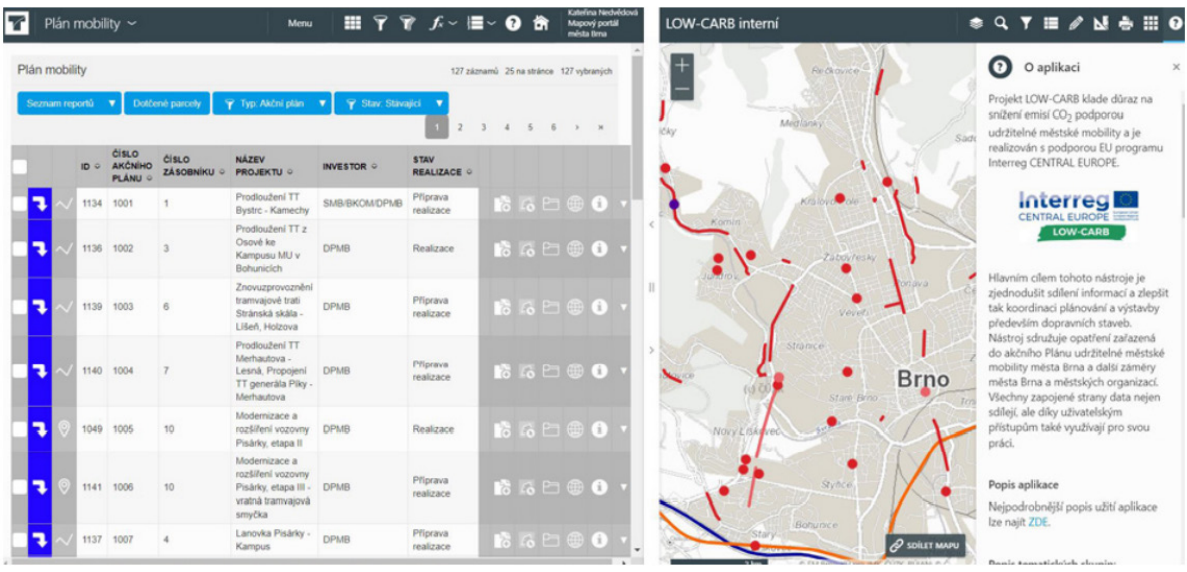 Plán mobility
Menu
Kateřina Nedvědová
Mapový portál
města Brna
Plán mobility
127 záznamů 25 na stránce 127 vybraných
Seznam reportů
Dotčené parcely
Typ: Akční plán
Stav: Stávající
1 2 3 4 5 6
ID
ČÍSLO
AKČNÍHO
PLÁNU
ČÍSLO
ZÁSOBNÍKU
NÁZEV
PROJEKTU
INVESTOR
STAV
REALIZACE
1134 1001 1
Prodloužení TT
Bystrc - Kamechy
SMB/BKOM/DPMB
Příprava
realizace
1136 1002 3
Prodloužení TT z
Osové ke
Kampusu MU v
Bohunicích
DPMB
Realizace
1139 1003 6
Znovuzprovoznění
tramvajové trati
Stránská skála -
Líšeň, Holzova
DPMB
Příprava
realizace
1140 1004 7
Prodloužení TT
Merhautova -
Lesná, Propojení
TT generála Píky -
Merhautova
DPMB
Příprava
realizace
1049 1005 10
Modernizace a
rozšíření vozovny
Pisárky, etapa II
DPMB
Realizace
1141 1006 10
Modernizace a
rozšíření vozovny
Pisárky, etapa III -
vratná tramvajová
smyčka
DPMB
Příprava
realizace
1137 1007 4
Lanovka Pisárky -
Kampus
DPMB
Příprava
realizace
LOW-CARB interní
Řečkovice
Medlánky
Královo Pole
Komín
Žabovřesky
Jundrov
Ponava
Veveří
Stránice
Brno
Staré Brno
Nový Lískovec
Štýřice
Bohunice
Starý
SDÍLET MAPU
O aplikaci
Projekt LOW-CARB klade důraz na
snížení emisí CO2 podporou
udržitelné městské mobility a je
realizován s podporou EU programu
Interreg CENTRAL EUROPE.
Interreg
CENTRAL EUROPE
LOW-CARB
Hlavním cílem tohoto nástroje je
zjednodušit sdílení informací a zlepšit
tak koordinaci plánování a výstavby
především dopravních staveb.
Nástroj sdružuje opatření zařazená
do akčního Plánu udržitelné městské
mobility města Brna a další záměry
města Brna a městských organizací.
Všechny zapojené strany data nejen
sdílejí, ale díky uživatelským
přístupům také využívají pro svou
práci.
Popis aplikace
Nejpodrobnější popis užití aplikace
lze najít ZDE.
Popis tematických skupin: